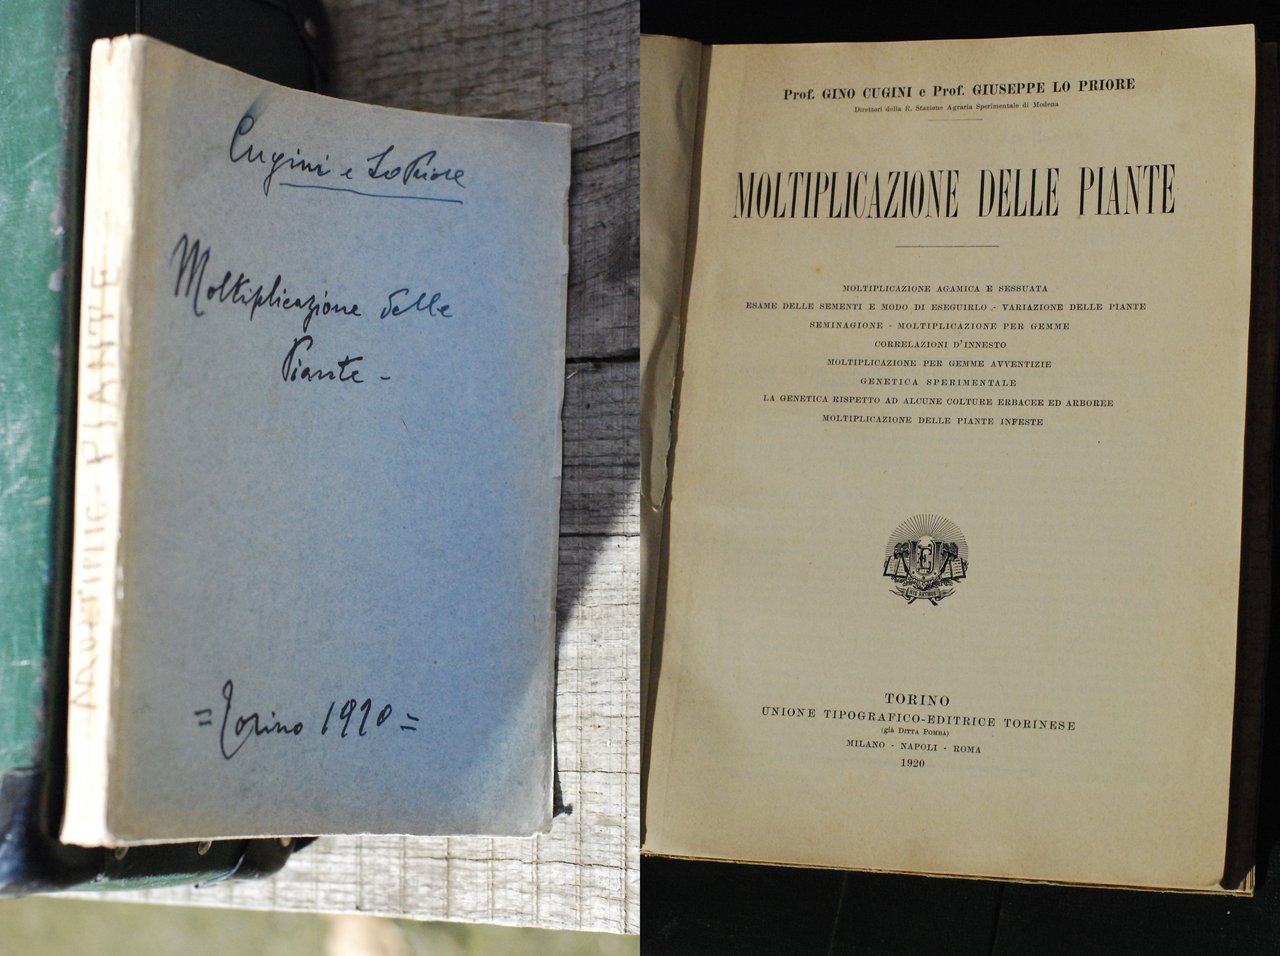 Cugini e Lo Priore
Moltiplicazione delle
Piante -
= Torino 1920 =
MOLTIPLIC. PIANTE
Prof. GINO CUGINI e Prof. GIUSEPPE LO PRIORE
Direttori della R. Stazione Agraria Sperimentale di Modena
MOLTIPLICAZIONE DELLE PIANTE
MOLTIPLICAZIONE AGAMICA E SESSUATA
ESAME DELLE SEMENTI E MODO DI ESEGUIRLO - VARIAZIONE DELLE PIANTE
SEMINAGIONE - MOLTIPLICAZIONE PER GEMME
CORRELAZIONI D'INNESTO
MOLTIPLICAZIONE PER GEMME AVVENTIZIE
GENETICA SPERIMENTALE
LA GENETICA RISPETTO AD ALCUNE COLTURE ERBACEE ED ARBOREE
MOLTIPLICAZIONE DELLE PIANTE INFESTE
TORINO
UNIONE TIPOGRAFICO-EDITRICE TORINESE
(già DITTA POMBA)
MILANO - NAPOLI - ROMA
1920